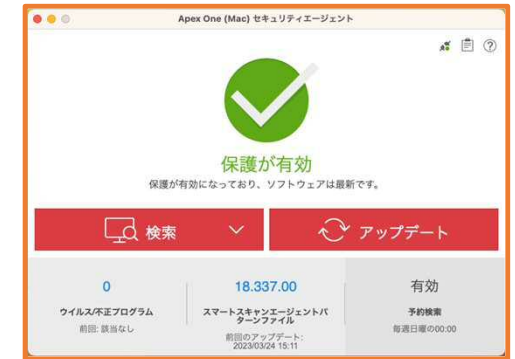 Apex One (Mac) セキュリティエージェント
保護が有効
保護が有効になっており、ソフトウェアは最新です。
検索
アップデート
0
ウイルス/不正プログラム
前回: 該当なし
18.337.00
スマートスキャンエージェントパ
ターンファイル
前回のアップデート:
2023/03/24 15:11
有効
予約検索
毎週日曜の00:00